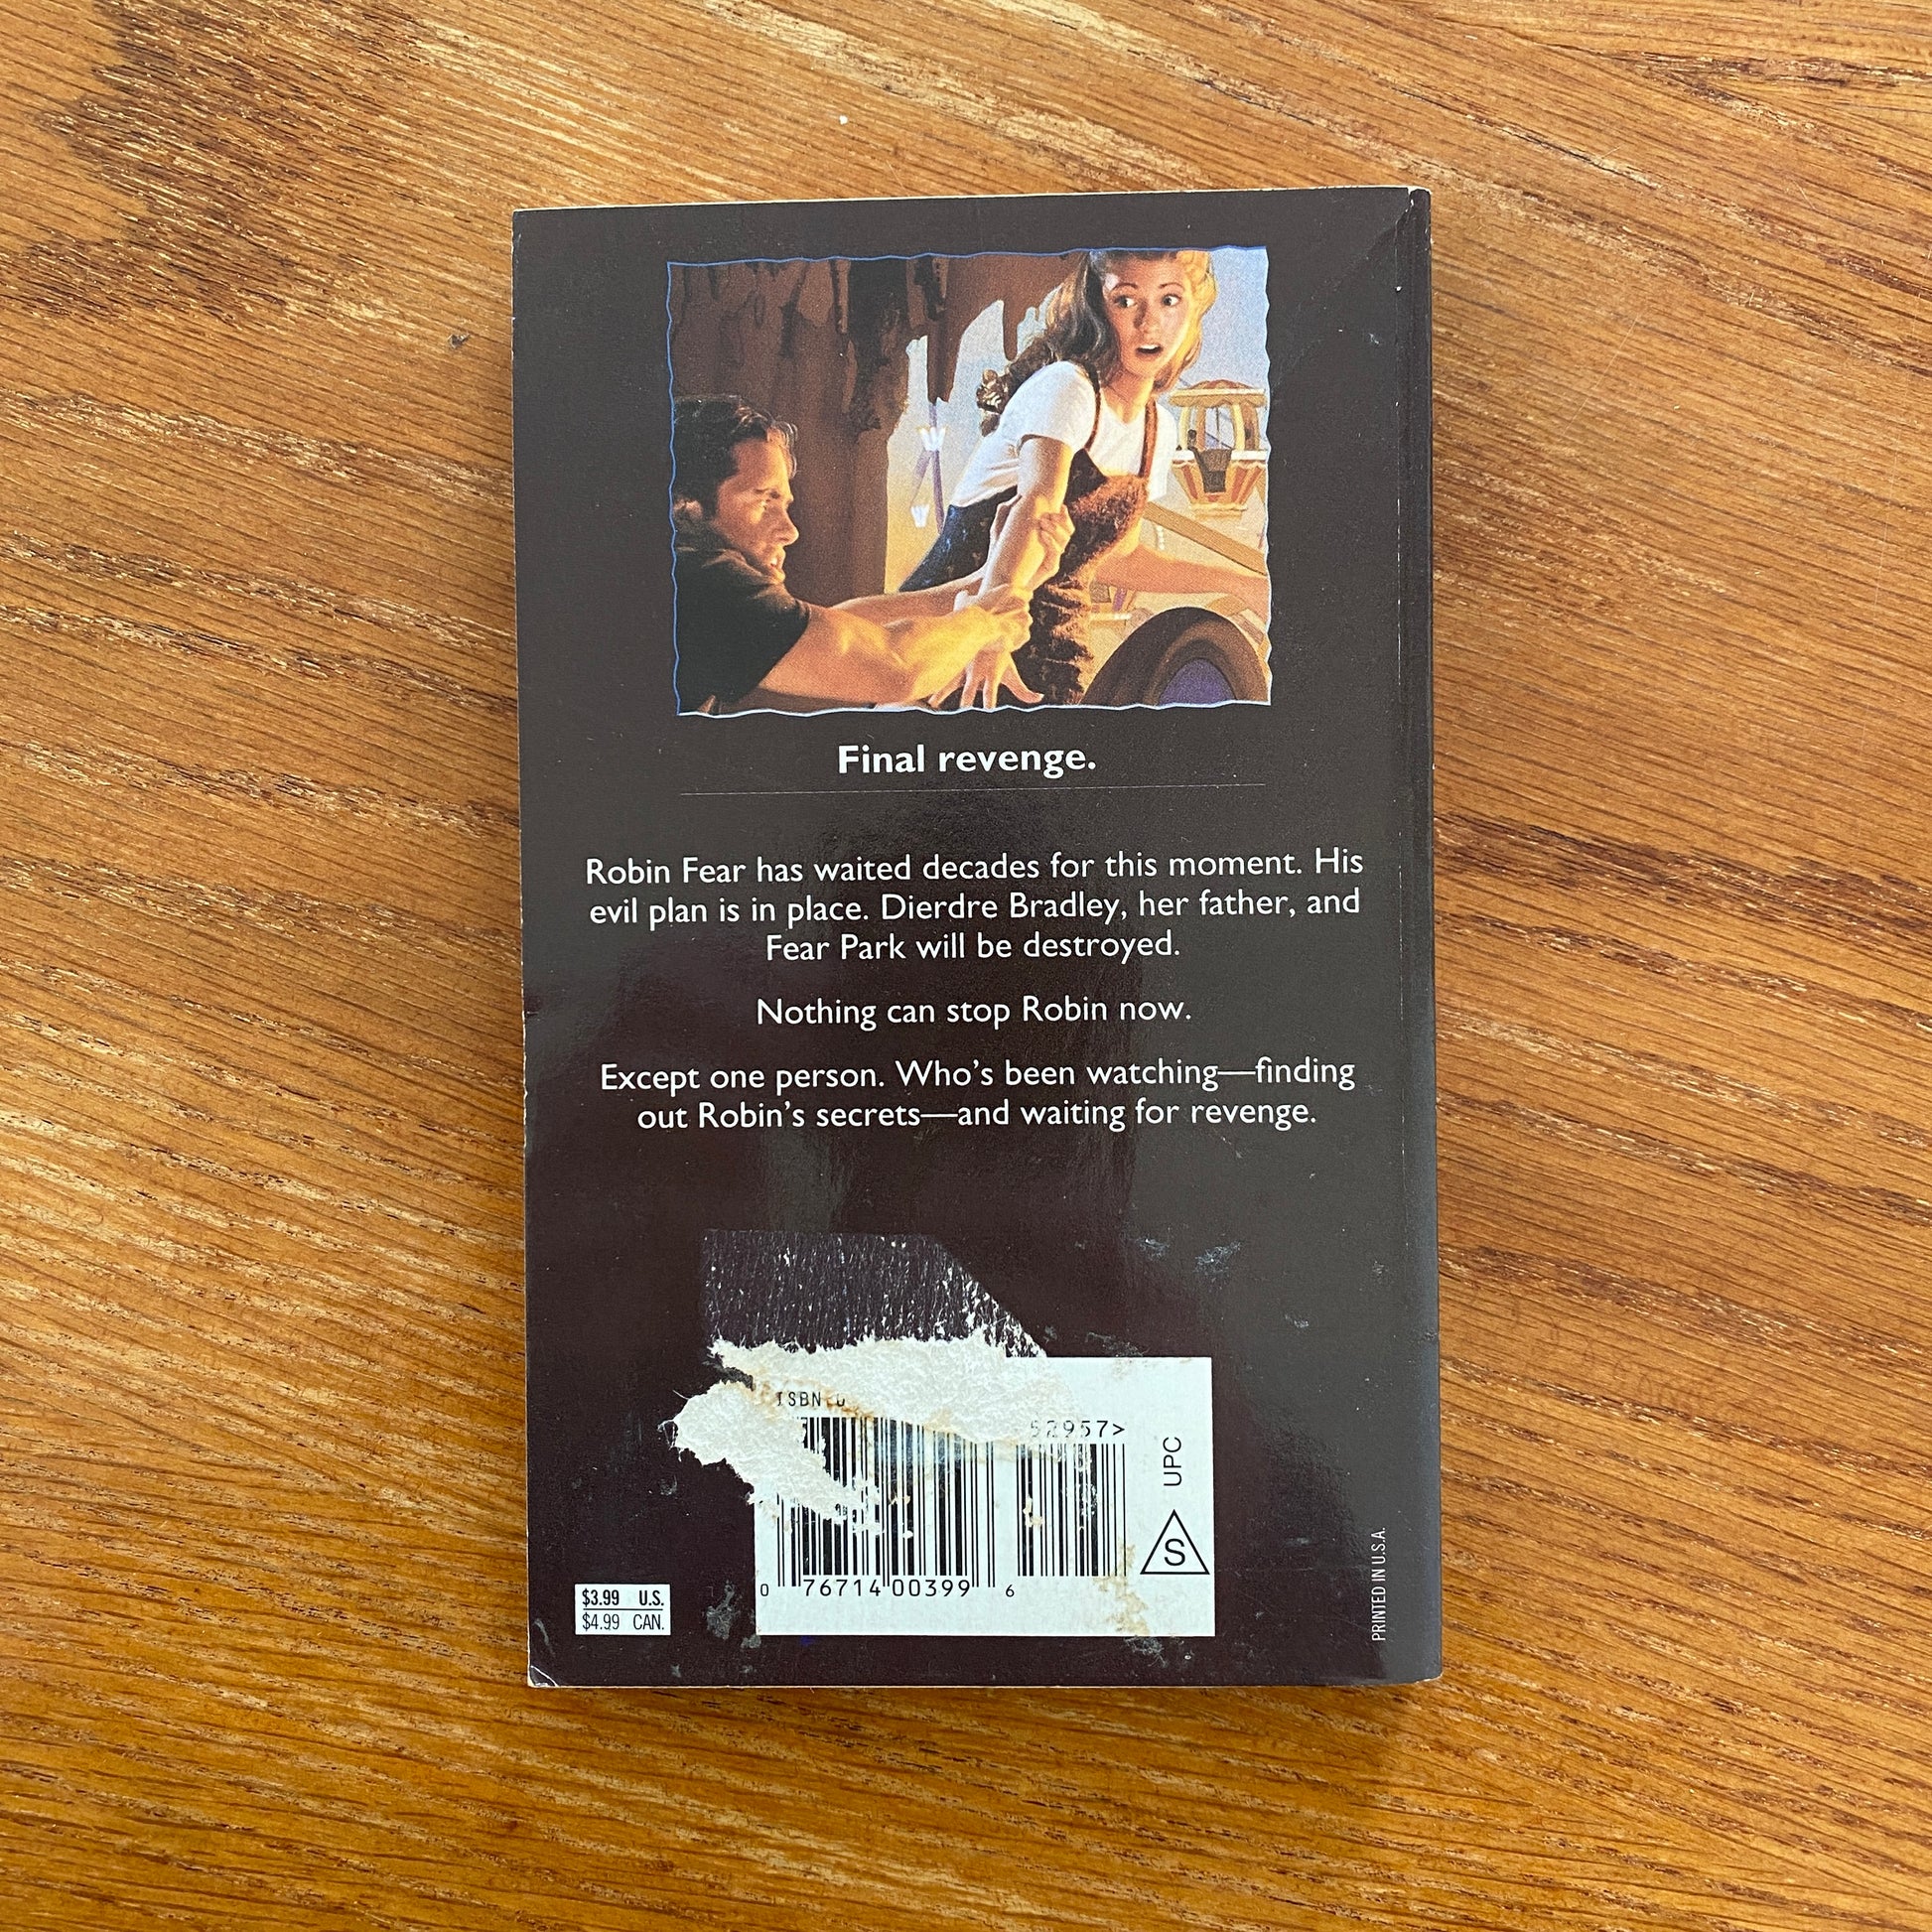 Final revenge.
Robin Fear has waited decades for this moment. His
evil plan is in place. Dierdre Bradley, her father, and
Fear Park will be destroyed.
Nothing can stop Robin now.
Except one person. Who's been watching—finding
out Robin's secrets—and waiting for revenge.
ISBN 0
52957>
UPC
S
0 76714 00399 6
$3.99 U.S.
$4.99 CAN.
PRINTED IN U.S.A.